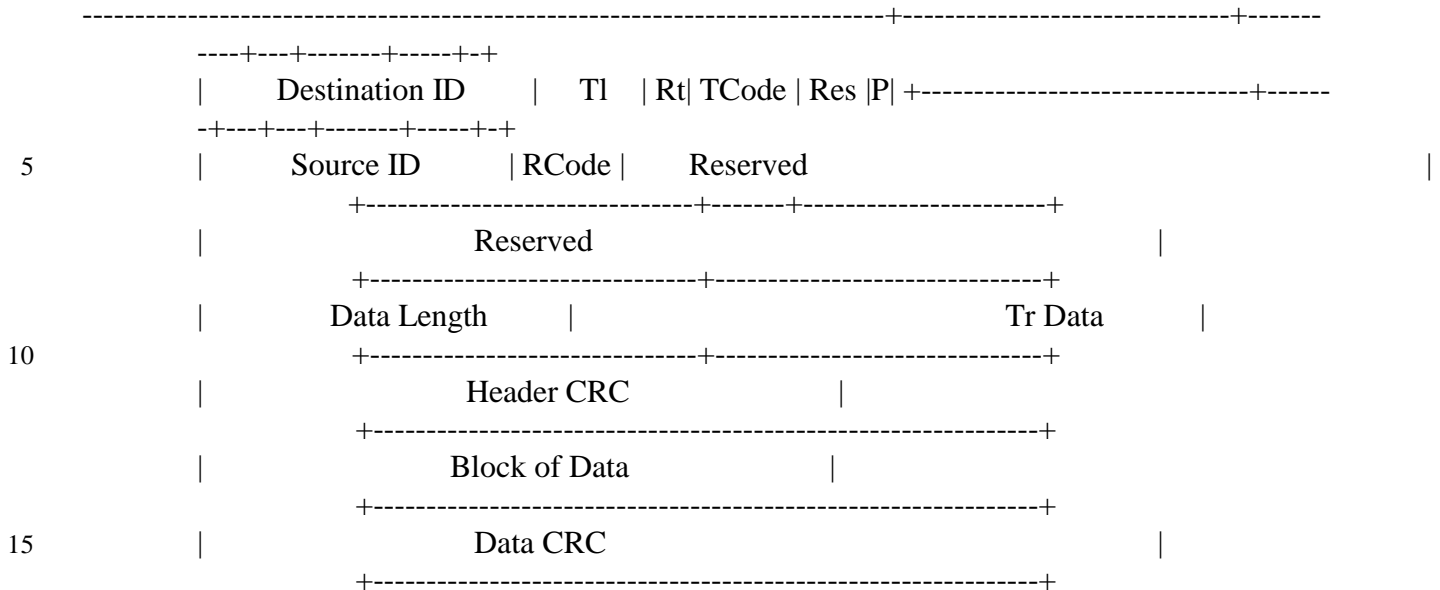 --------------------------------------------------------------------------+------------------------------+-------
----+---+-------+-----+-+
| Destination ID | Tl | Rt| TCode | Res |P| +------------------------------+------
-+---+---+-------+-----+-+
5 | Source ID | RCode | Reserved |
+------------------------------+------+----------------------+
| Reserved |
+------------------------------+------------------------------+
| Data Length | Tr Data |
10 +------------------------------+------------------------------+
| Header CRC |
+-------------------------------------------------------------+
| Block of Data |
+-------------------------------------------------------------+
15 | Data CRC |
+-------------------------------------------------------------+